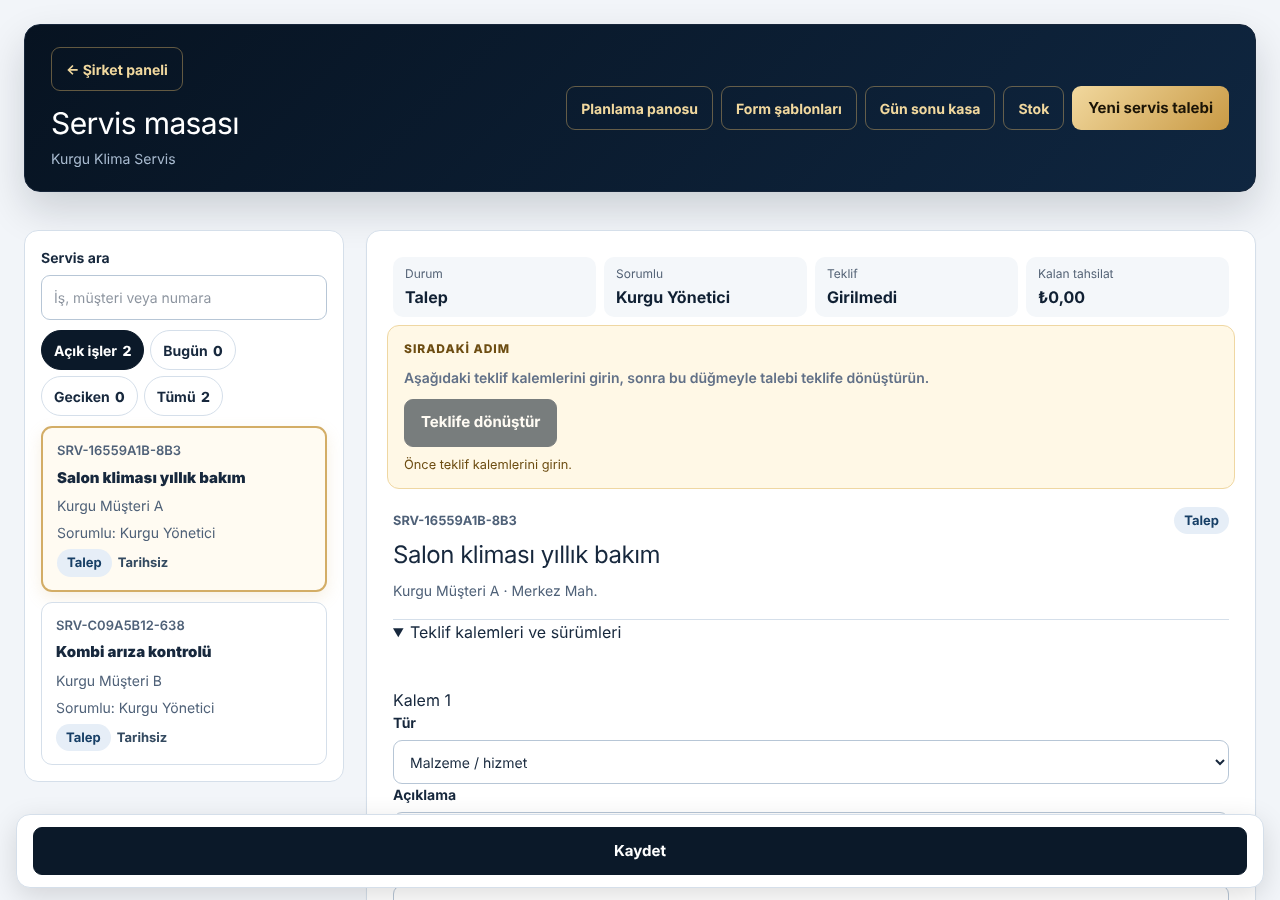 ← Şirket paneli
Servis masası
Kurgu Klima Servis
Planlama panosu
Form şablonları
Gün sonu kasa
Stok
Yeni servis talebi
Servis ara
İş, müşteri veya numara
Açık işler 2
Bugün 0
Geciken 0
Tümü 2
SRV-16559A1B-8B3
Salon kliması yıllık bakım
Kurgu Müşteri A
Sorumlu: Kurgu Yönetici
Talep Tarihsiz
SRV-C09A5B12-638
Kombi arıza kontrolü
Kurgu Müşteri B
Sorumlu: Kurgu Yönetici
Talep Tarihsiz
Durum
Talep
Sorumlu
Kurgu Yönetici
Teklif
Girilmedi
Kalan tahsilat
₺0,00
SIRADAKİ ADIM
Aşağıdaki teklif kalemlerini girin, sonra bu düğmeyle talebi teklife dönüştürün.
Teklife dönüştür
Önce teklif kalemlerini girin.
SRV-16559A1B-8B3
Talep
Salon kliması yıllık bakım
Kurgu Müşteri A · Merkez Mah.
▼ Teklif kalemleri ve sürümleri
Kalem 1
Tür
Malzeme / hizmet
Açıklama
Kaydet